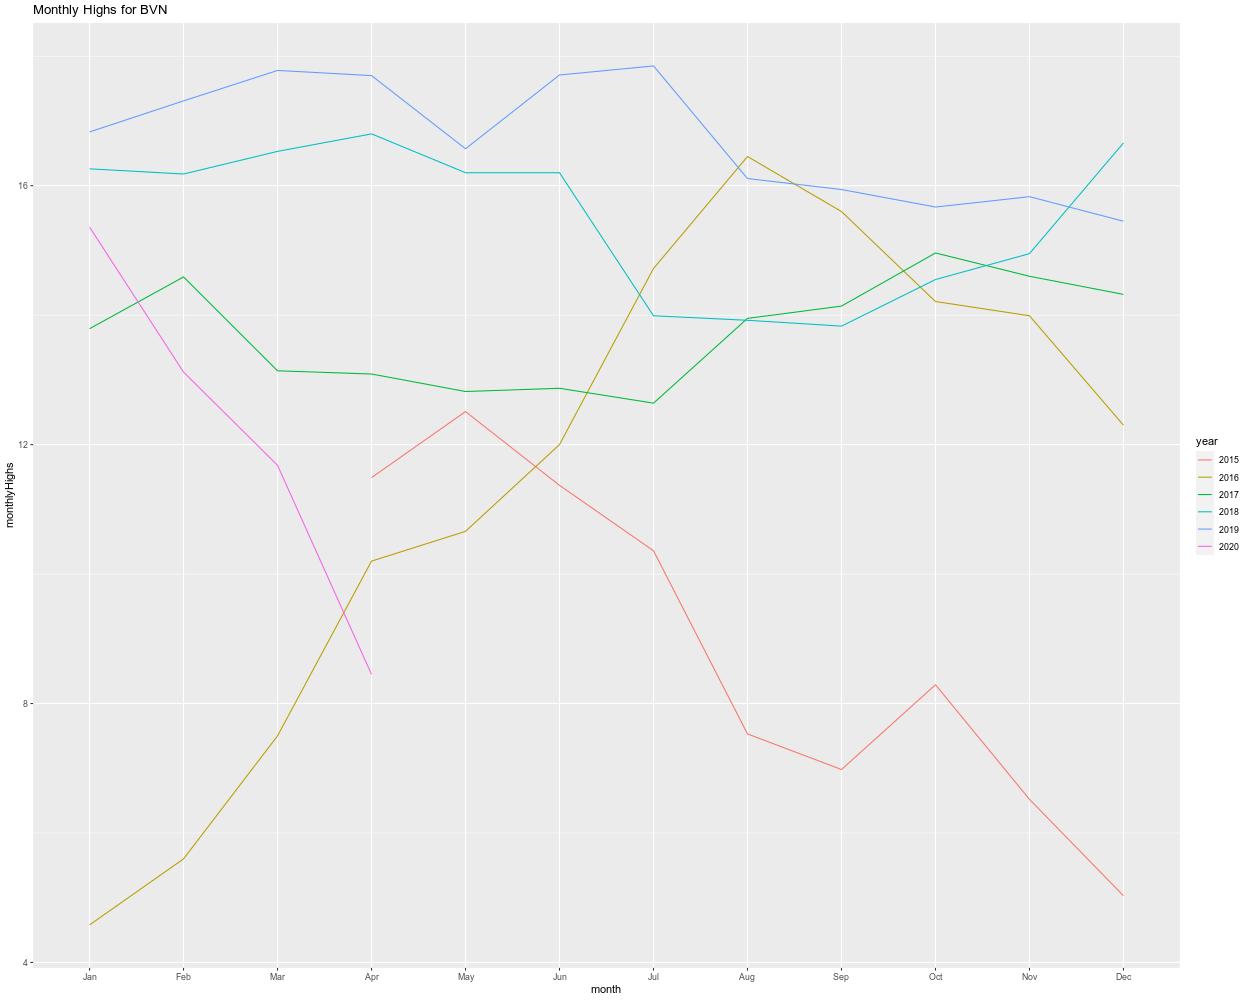 Monthly Highs for BVN
monthlyHighs
16
12
8
4
Jan Feb Mar Apr May Jun Jul Aug Sep Oct Nov Dec
month
year
2015
2016
2017
2018
2019
2020